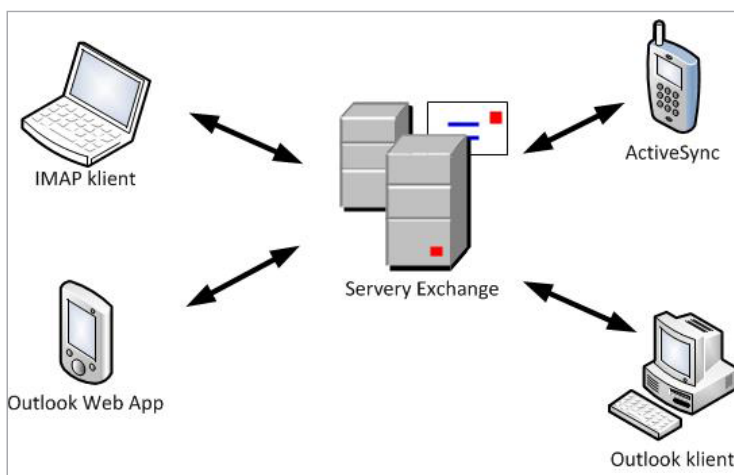 IMAP klient
ActiveSync
Servery Exchange
Outlook Web App
Outlook klient